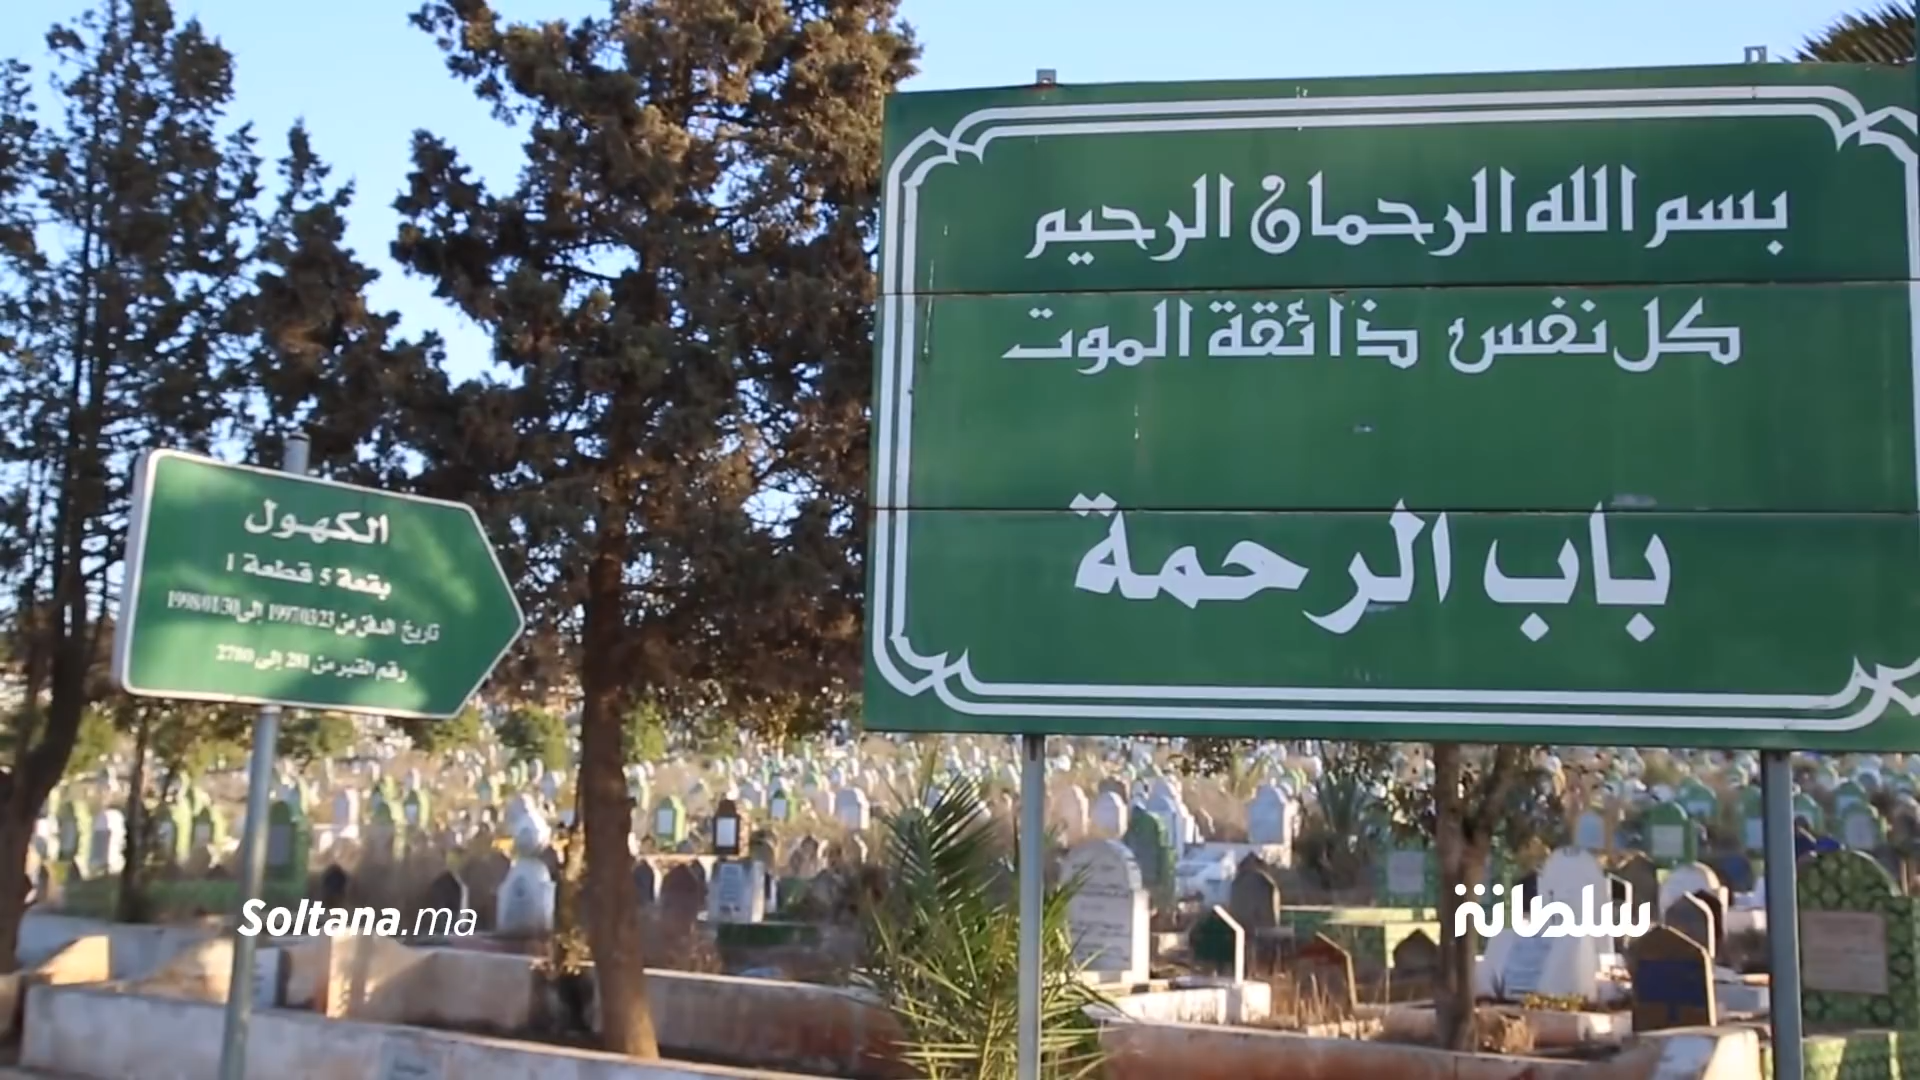 بسم الله الرحمان الرحيم
كل نفس ذائقة الموت
باب الرحمة
الكهول
بقعة 5 قطعة 1
تاريخ الدفن من 1997/03/23 إلى 1998/01/30
رقم القبر من 281 إلى 2780
Soltana.ma
سلطانة